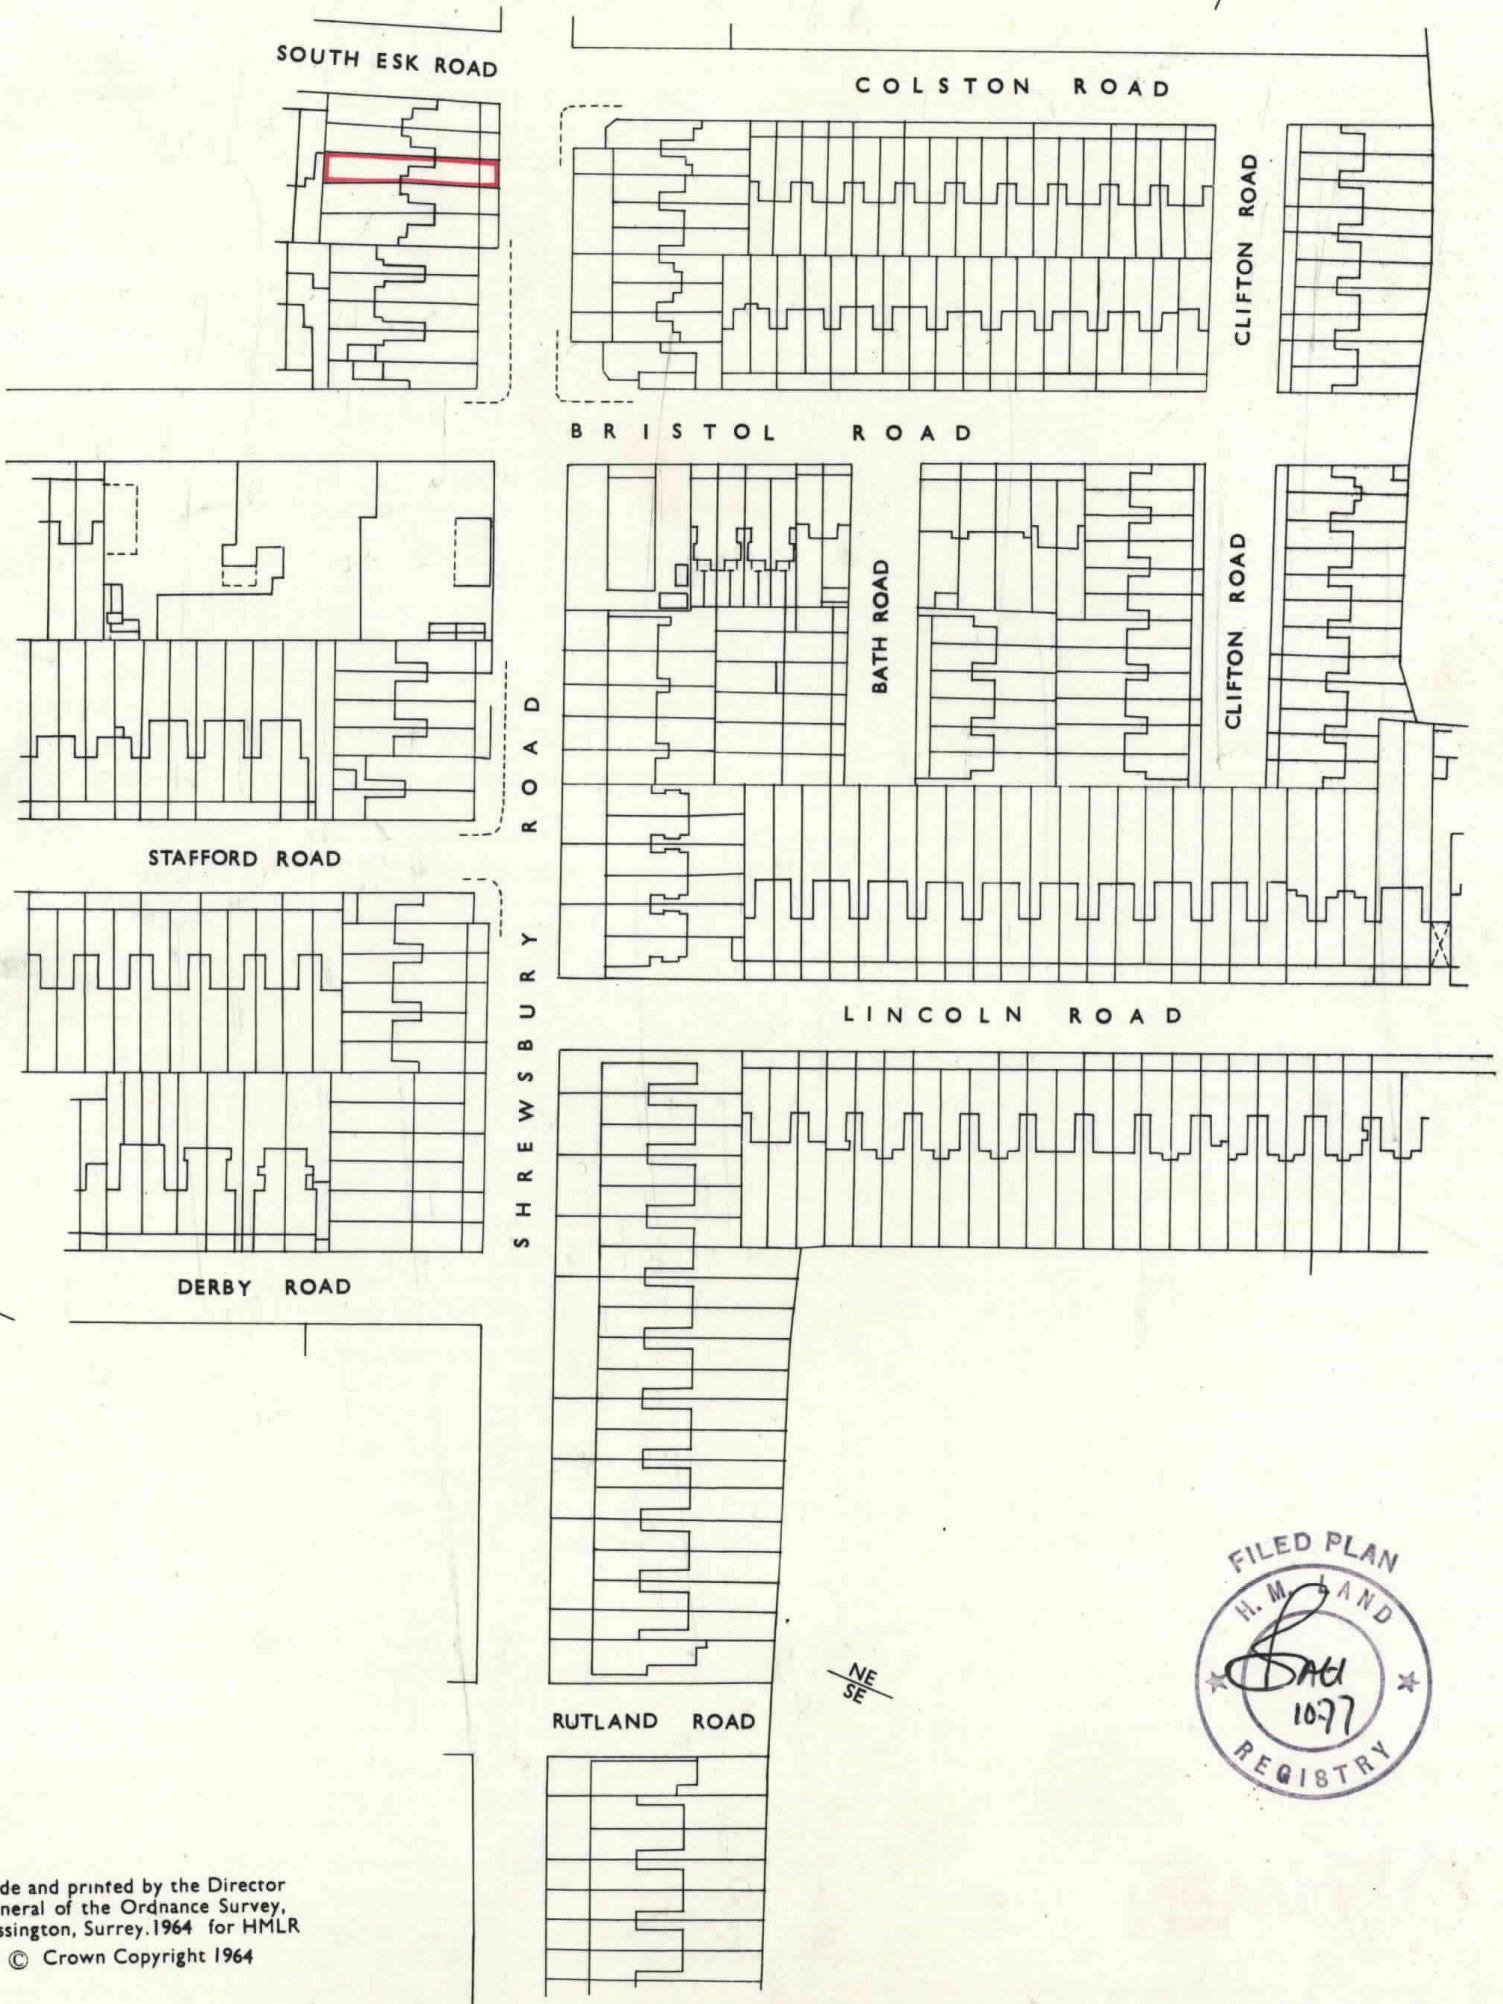 SOUTH ESK ROAD
COLSTON ROAD
CLIFTON ROAD
BRISTOL ROAD
BATH ROAD
CLIFTON ROAD
SHREWSBURY ROAD
STAFFORD ROAD
LINCOLN ROAD
DERBY ROAD
NE
SE
RUTLAND ROAD
FILED PLAN
H. M. LAND
REGISTRY
1077
de and printed by the Director
neral of the Ordnance Survey,
ssington, Surrey.1964 for HMLR
© Crown Copyright 1964